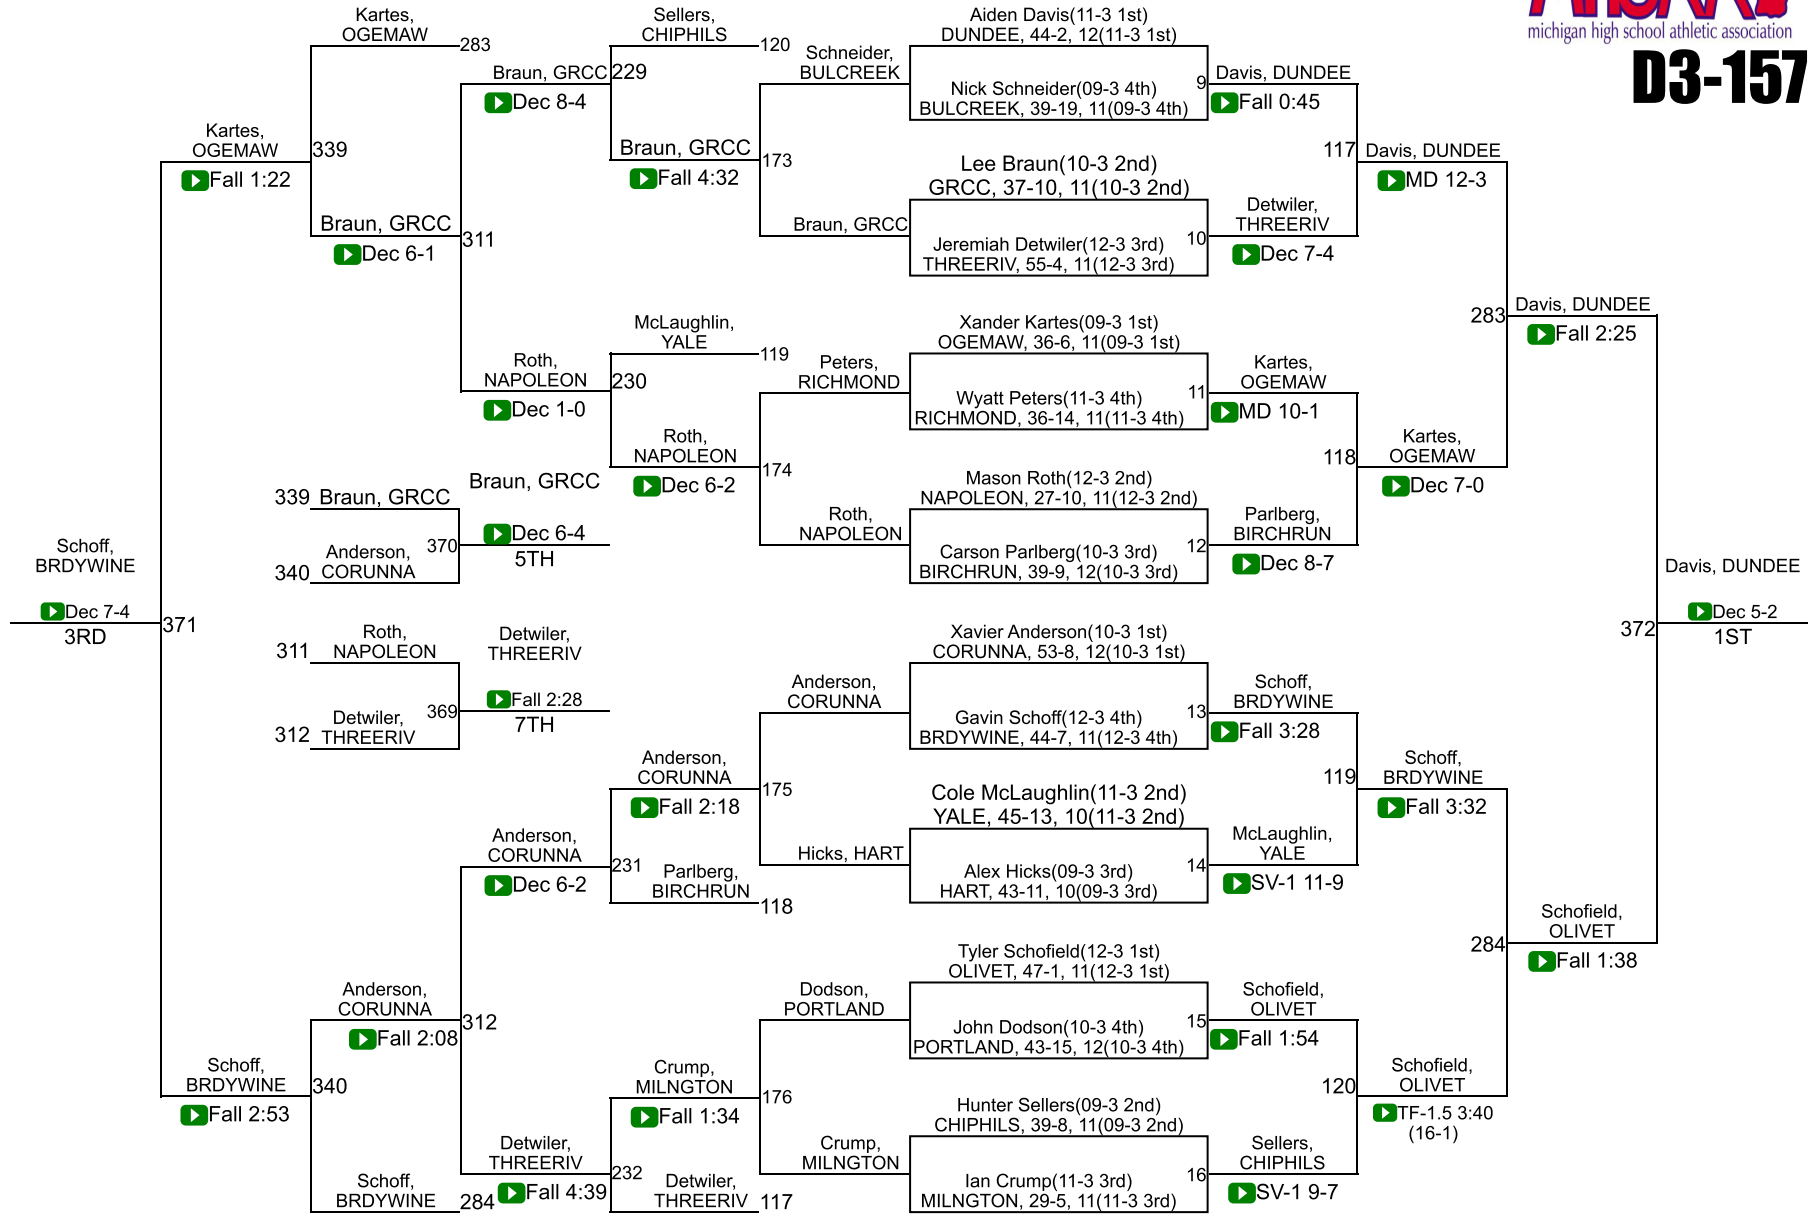 michigan high school athletic association
D3-157
Kartes,
OGEMAW
283
Braun, GRCC
229
Dec 8-4
Sellers,
CHIPHILS
120
Schneider,
BULCREEK
Kartes,
OGEMAW
339
Fall 1:22
Braun, GRCC
173
Fall 4:32
Braun, GRCC
311
Dec 6-1
Braun, GRCC
McLaughlin,
YALE
119
Roth,
NAPOLEON
230
Dec 1-0
Peters,
RICHMOND
Roth,
NAPOLEON
174
Dec 6-2
Roth,
NAPOLEON
339 Braun, GRCC
Braun, GRCC
370
Dec 6-4
5TH
340
Anderson,
CORUNNA
Schoff,
BRDYWINE
Dec 7-4
3RD
371
311
Roth,
NAPOLEON
Detwiler,
THREERIV
369
Fall 2:28
7TH
312
Detwiler,
THREERIV
Anderson,
CORUNNA
Anderson,
CORUNNA
175
Fall 2:18
Hicks, HART
Anderson,
CORUNNA
231
Dec 6-2
Parlberg,
BIRCHRUN
118
Anderson,
CORUNNA
312
Fall 2:08
Dodson,
PORTLAND
Schoff,
BRDYWINE
340
Fall 2:53
Crump,
MILNGTON
176
Fall 1:34
Crump,
MILNGTON
Detwiler,
THREERIV
232
Fall 4:39
Detwiler,
THREERIV
117
Schoff,
BRDYWINE
284
Aiden Davis(11-3 1st)
DUNDEE, 44-2, 12(11-3 1st)
Nick Schneider(09-3 4th)
BULCREEK, 39-19, 11(09-3 4th)
9
Davis, DUNDEE
Fall 0:45
117
Davis, DUNDEE
MD 12-3
Lee Braun(10-3 2nd)
GRCC, 37-10, 11(10-3 2nd)
Jeremiah Detwiler(12-3 3rd)
THREERIV, 55-4, 11(12-3 3rd)
10
Detwiler,
THREERIV
Dec 7-4
283
Davis, DUNDEE
Fall 2:25
Xander Kartes(09-3 1st)
OGEMAW, 36-6, 11(09-3 1st)
Wyatt Peters(11-3 4th)
RICHMOND, 36-14, 11(11-3 4th)
11
Kartes,
OGEMAW
MD 10-1
118
Kartes,
OGEMAW
Dec 7-0
Mason Roth(12-3 2nd)
NAPOLEON, 27-10, 11(12-3 2nd)
Carson Parlberg(10-3 3rd)
BIRCHRUN, 39-9, 12(10-3 3rd)
12
Parlberg,
BIRCHRUN
Dec 8-7
Davis, DUNDEE
372
Dec 5-2
1ST
Xavier Anderson(10-3 1st)
CORUNNA, 53-8, 12(10-3 1st)
Gavin Schoff(12-3 4th)
BRDYWINE, 44-7, 11(12-3 4th)
13
Schoff,
BRDYWINE
Fall 3:28
119
Schoff,
BRDYWINE
Fall 3:32
Cole McLaughlin(11-3 2nd)
YALE, 45-13, 10(11-3 2nd)
Alex Hicks(09-3 3rd)
HART, 43-11, 10(09-3 3rd)
14
McLaughlin,
YALE
SV-1 11-9
284
Schofield,
OLIVET
Fall 1:38
Tyler Schofield(12-3 1st)
OLIVET, 47-1, 11(12-3 1st)
John Dodson(10-3 4th)
PORTLAND, 43-15, 12(10-3 4th)
15
Schofield,
OLIVET
Fall 1:54
120
Schofield,
OLIVET
TF-1.5 3:40
(16-1)
Hunter Sellers(09-3 2nd)
CHIPHILS, 39-8, 11(09-3 2nd)
Ian Crump(11-3 3rd)
MILNGTON, 29-5, 11(11-3 3rd)
16
Sellers,
CHIPHILS
SV-1 9-7